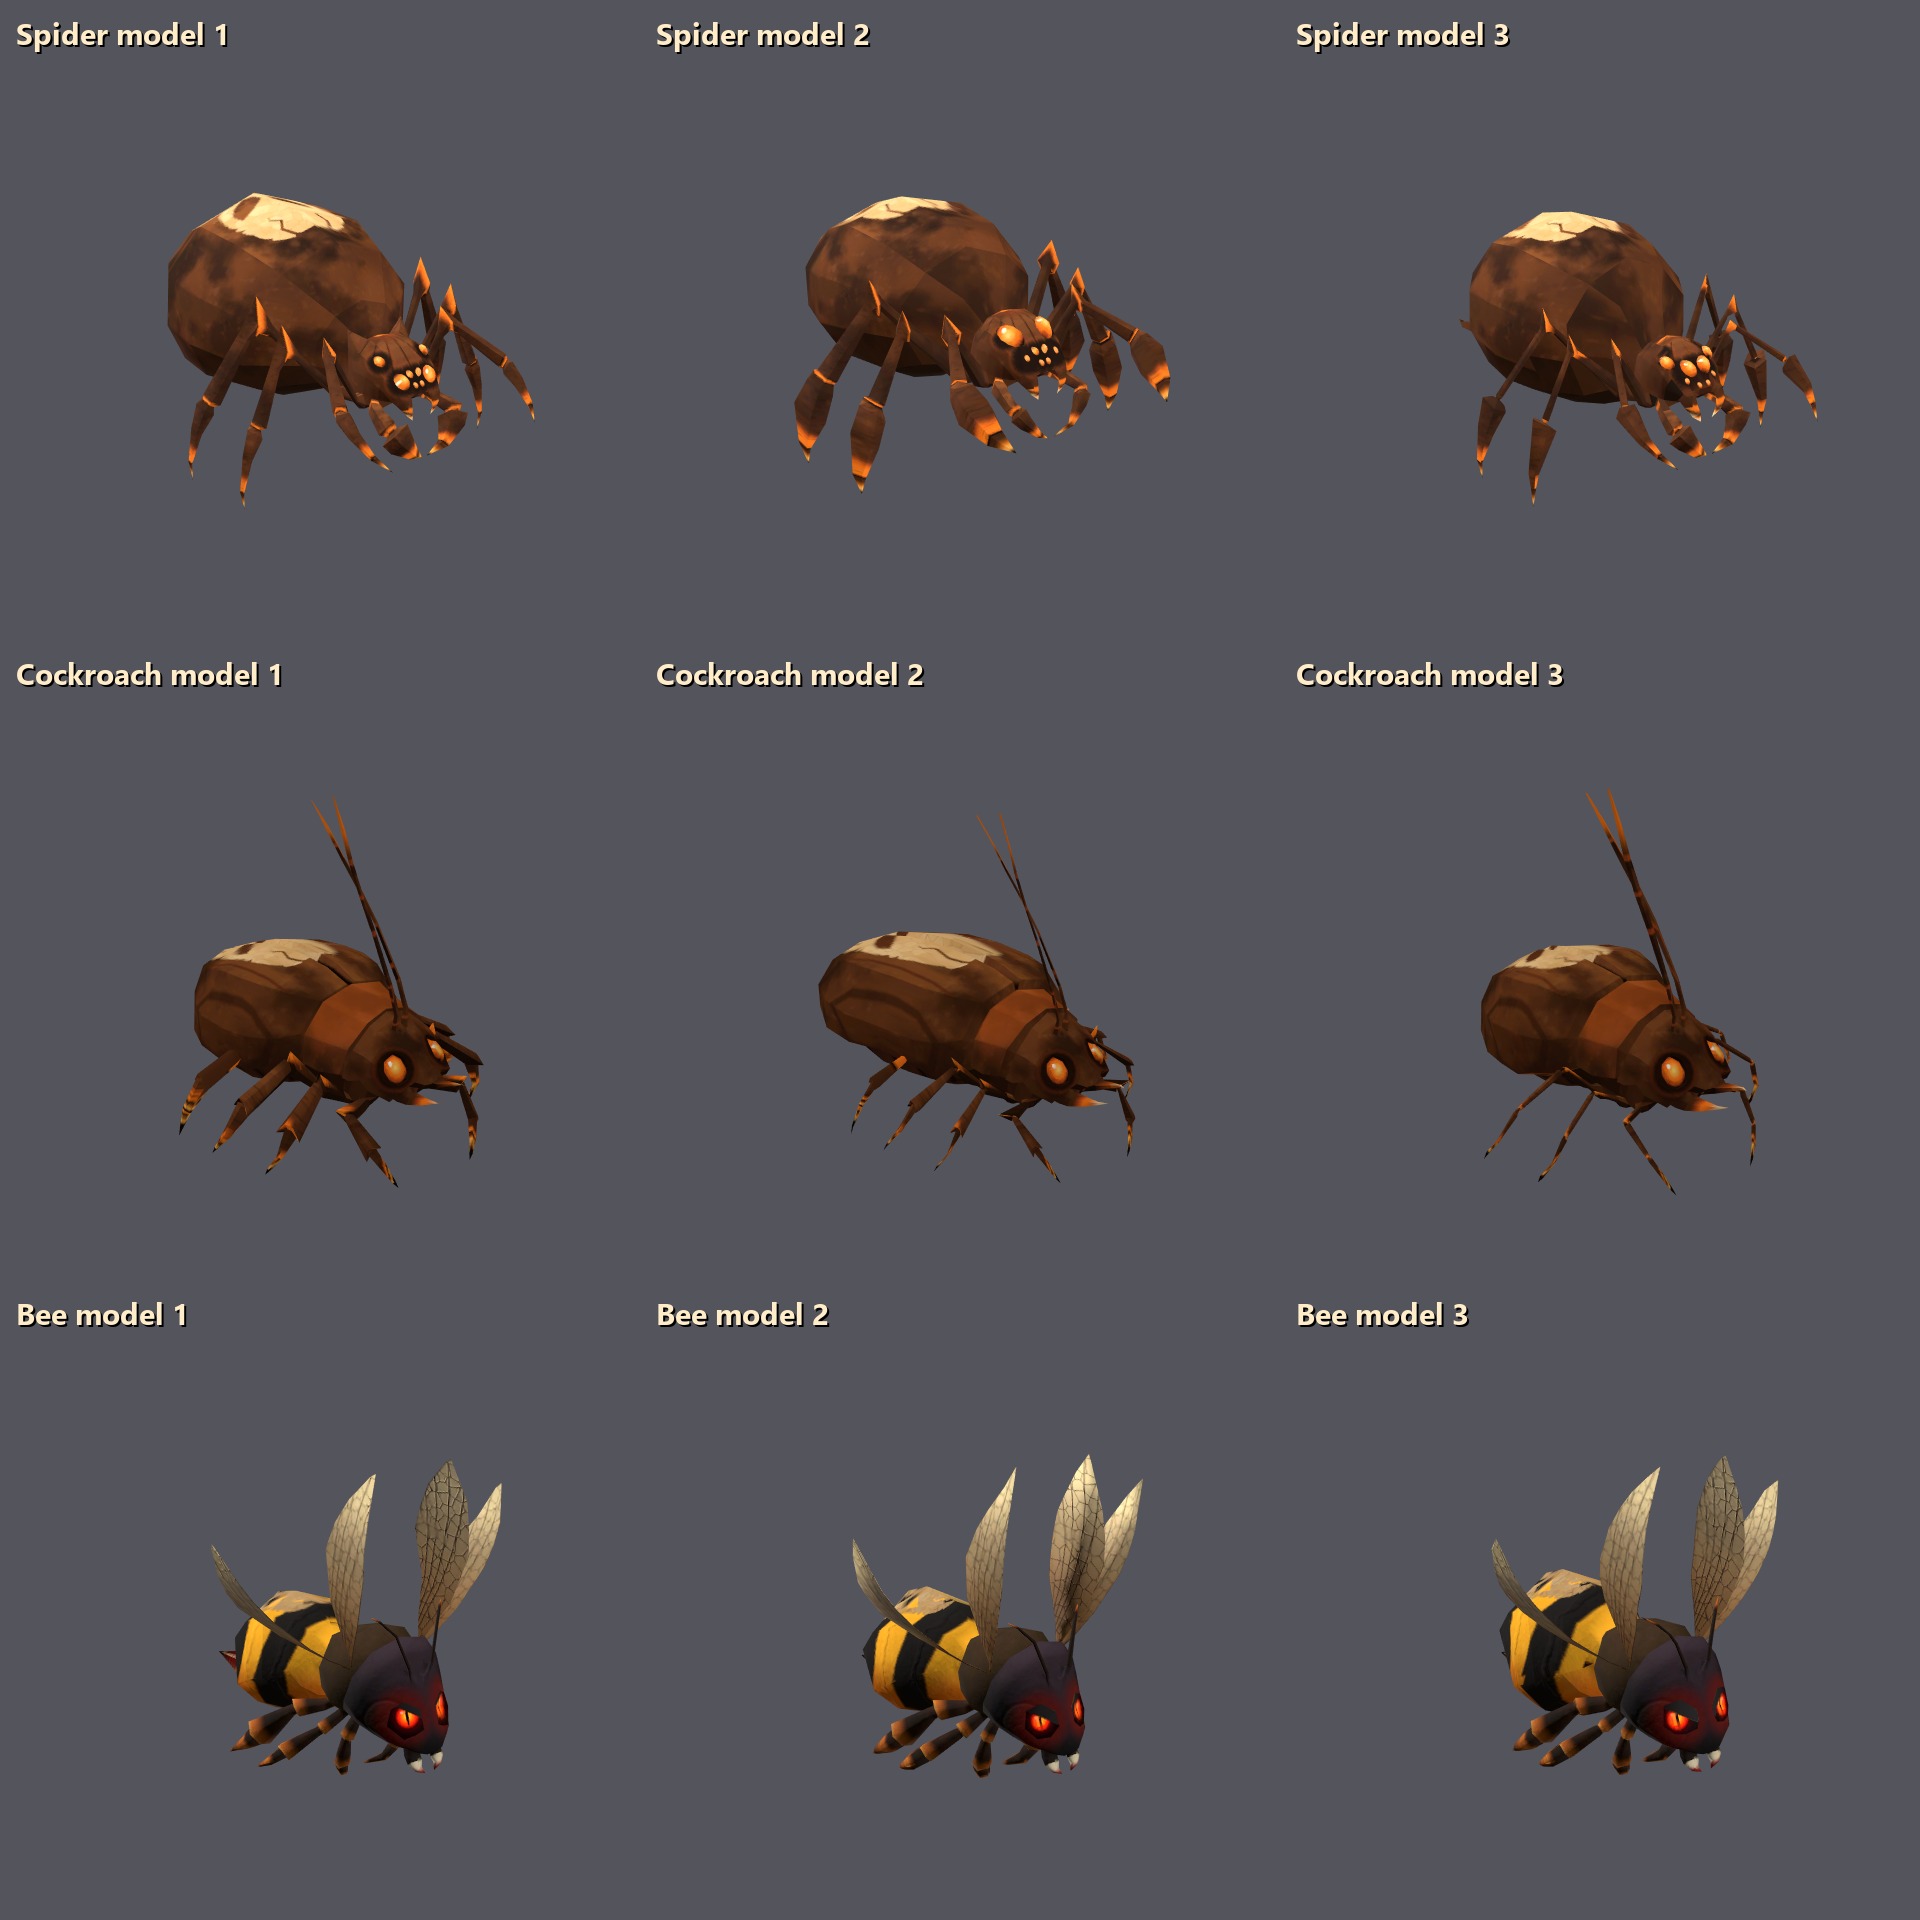 Spider model 1
Spider model 2
Spider model 3
Cockroach model 1
Cockroach model 2
Cockroach model 3
Bee model 1
Bee model 2
Bee model 3